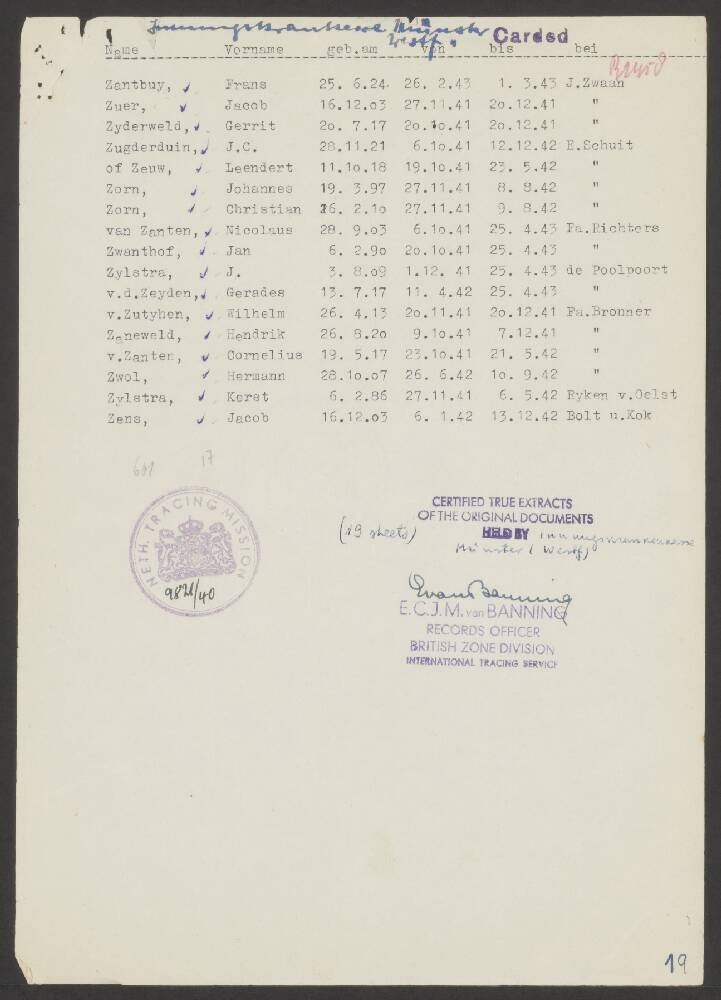 Innungskrankenkasse Münster
Westf.
Carded
Name Vorname geb.am von bis bei
Zantbuy, Frans 25. 6.24. 26. 2.43 1. 3.43 J.Zwaan
Zuer, Jacob 16.12.o3 27.11.41 2o.12.41 "
Zyderweld, Gerrit 2o. 7.17 2o.1o.41 2o.12.41 "
Zugderduin, J.C. 28.11.21 6.1o.41 12.12.42 E.Schuit
of Zeuw, Leendert 11.1o.18 19.1o.41 23. 5.42 "
Zorn, Johannes 19. 3.97 27.11.41 8. 8.42 "
Zorn, Christian 26. 2.1o 27.11.41 9. 8.42 "
van Zanten, Nicolaus 28. 9.o3 6.1o.41 25. 4.43 Fa.Richters
Zwanthof, Jan 6. 2.9o 2o.1o.41 25. 4.43 "
Zylstra, J. 3. 8.o9 1.12. 41 25. 4.43 de Poolpoort
v.d.Zeyden, Gerades 13. 7.17 11. 4.42 25. 4.43 "
v.Zutyhen, Wilhelm 26. 4.13 2o.11.41 2o.12.41 Fa.Bronner
Zaneweld, Hendrik 26. 8.2o 9.1o.41 7.12.41 "
v.Zanten, Cornelius 19. 5.17 23.1o.41 21. 5.42 "
Zwol, Hermann 28.1o.o7 26. 6.42 1o. 9.42 "
Zylstra, Kerst 6. 2.86 27.11.41 6. 5.42 Ryken v.Oelst
Zens, Jacob 16.12.o3 6. 1.42 13.12.42 Bolt u.Kok
601 17
NETH. TRACING MISSION
9828/40
CERTIFIED TRUE EXTRACTS
OF THE ORIGINAL DOCUMENTS
(19 sheets) HELD BY Innungskrankenkasse
Münster (Westf)
E.C.J.M. van BANNING
RECORDS OFFICER
BRITISH ZONE DIVISION
INTERNATIONAL TRACING SERVICE
19